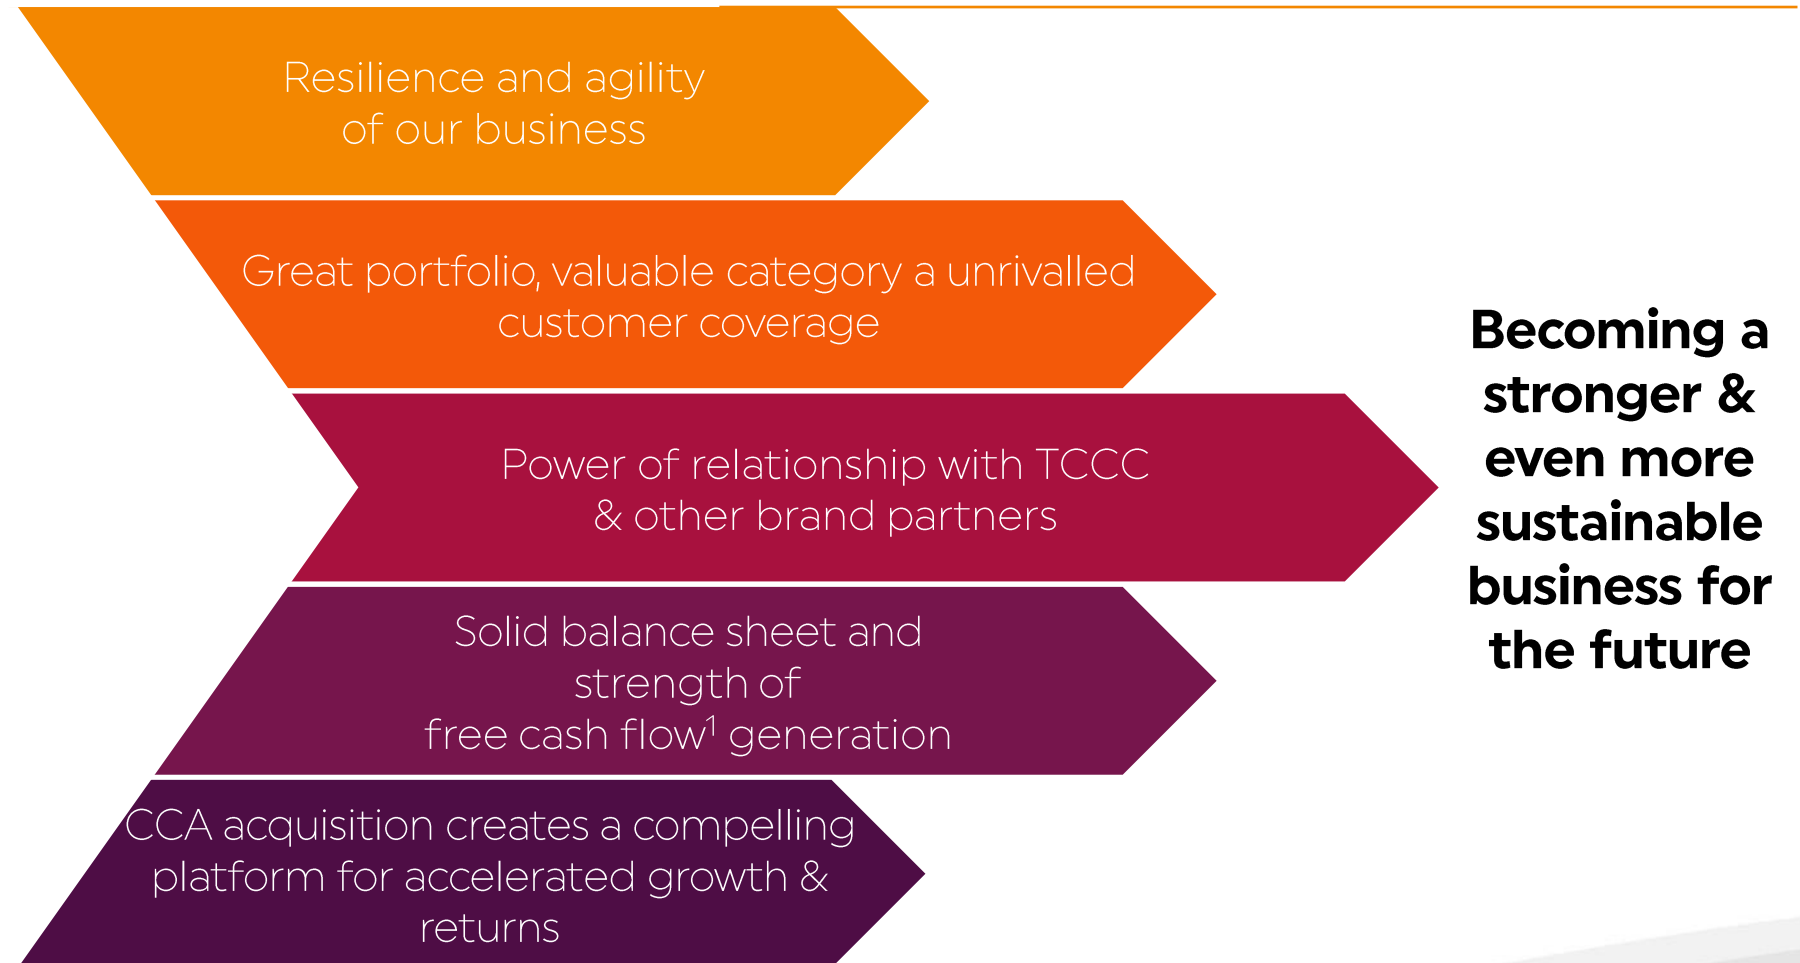 Resilience and agility
of our business
Great portfolio, valuable category a unrivalled
customer coverage
Power of relationship with TCCC
& other brand partners
Solid balance sheet and
strength of
free cash flow¹ generation
CCA acquisition creates a compelling
platform for accelerated growth &
returns
Becoming a
stronger &
even more
sustainable
business for
the future